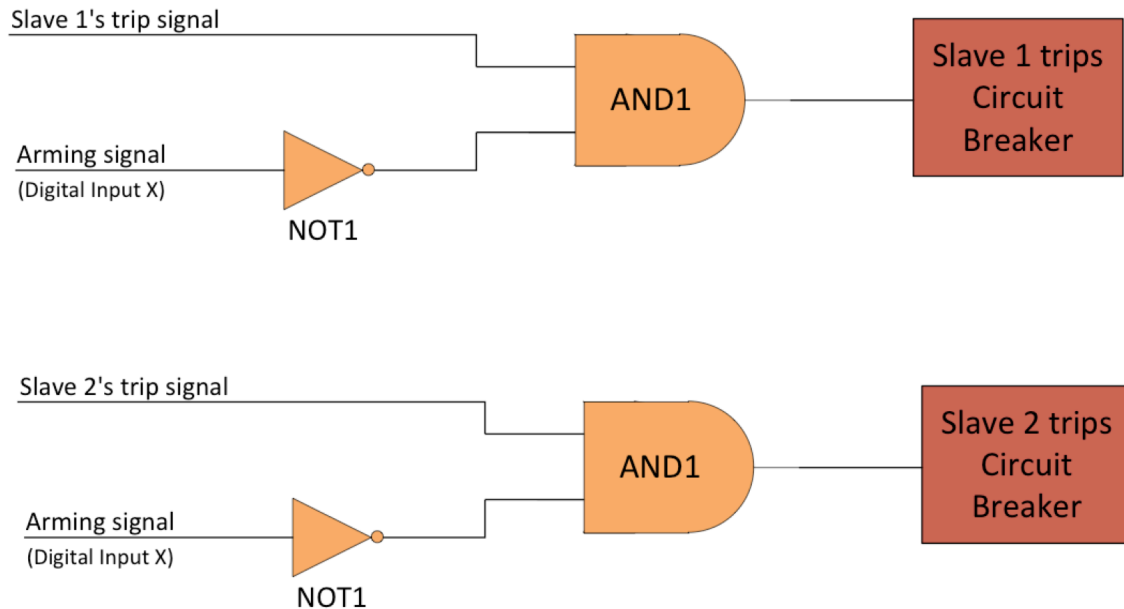 Slave 1's trip signal
Arming signal
(Digital Input X)
NOT1
AND1
Slave 1 trips
Circuit
Breaker
Slave 2's trip signal
Arming signal
(Digital Input X)
NOT1
AND1
Slave 2 trips
Circuit
Breaker